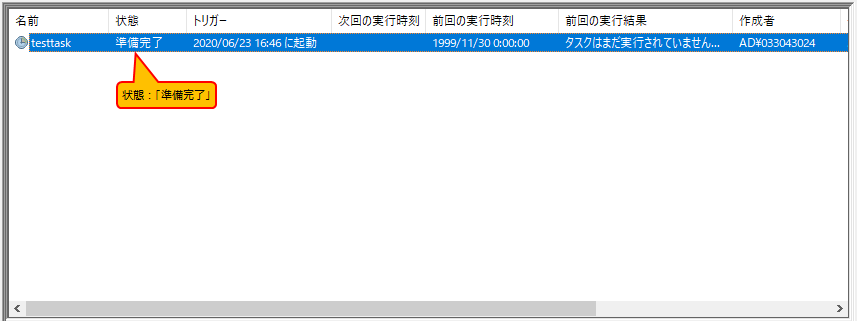 名前 状態 トリガー 次回の実行時刻 前回の実行時刻 前回の実行結果 作成者
testtask 準備完了 2020/06/23 16:46 に起動 1999/11/30 0:00:00 タスクはまだ実行されていません... AD¥033043024
状態：「準備完了」